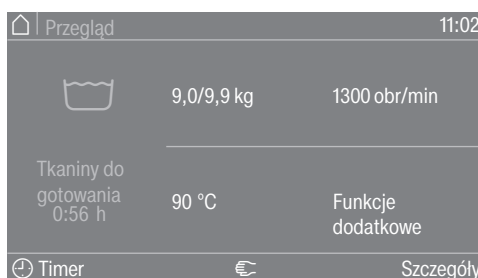 Przegląd 11:02
9,0/9,9 kg 1300 obr/min
Tkaniny do
gotowania
0:56 h
90 °C Funkcje
dodatkowe
Timer Szczegóły